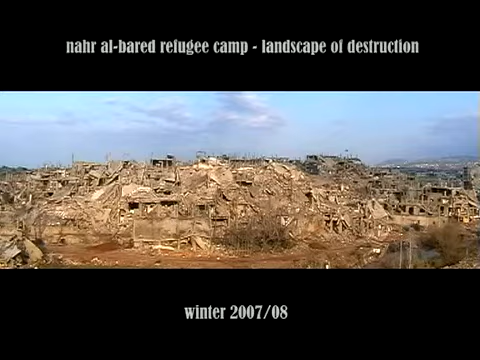 nahr al-bared refugee camp - landscape of destruction
winter 2007/08